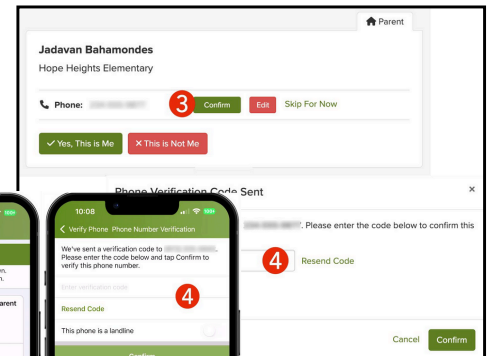 Parent
Jadavan Bahamondes
Hope Heights Elementary
Phone:
3
Confirm
Edit
Skip For Now
✓ Yes, This is Me
✕ This is Not Me
Phone Verification Code Sent
×
. Please enter the code below to confirm this
4
Resend Code
Cancel
Confirm
10:08
Verify Phone Phone Number Verification
We've sent a verification code to
Please enter the code below and tap Confirm to
verify this phone number.
Enter verification code
4
Resend Code
This phone is a landline
Confirm
arent